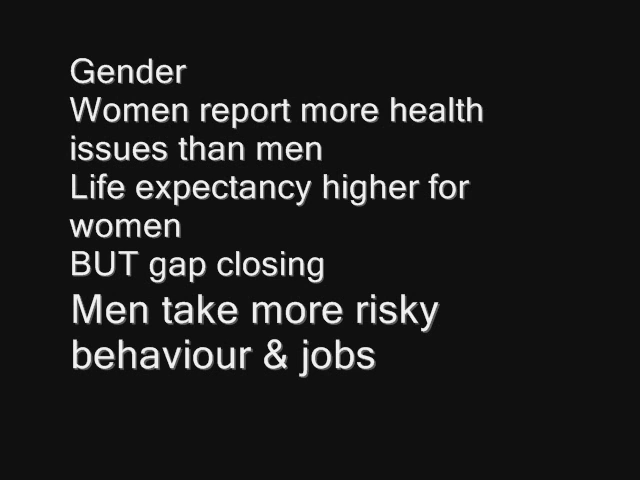 Gender
Women report more health
issues than men
Life expectancy higher for
women
BUT gap closing
Men take more risky
behaviour & jobs